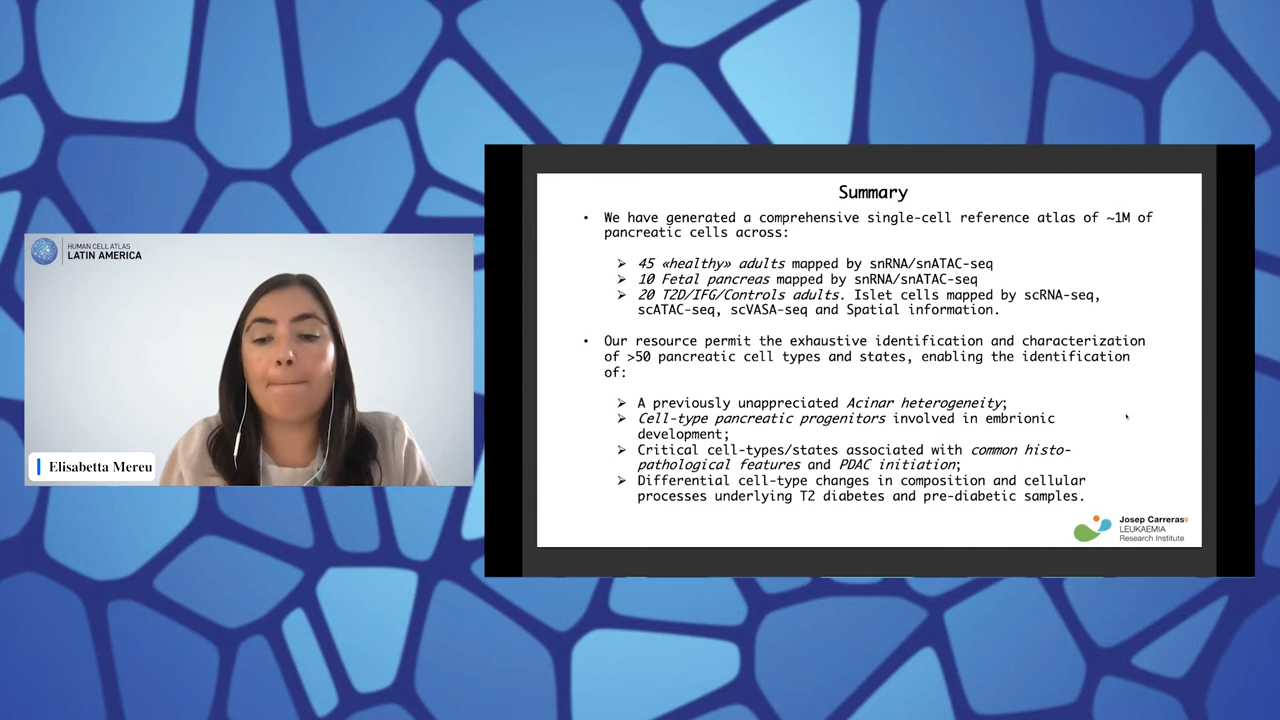 HUMAN CELL ATLAS
LATIN AMERICA
Elisabetta Mereu
Summary
• We have generated a comprehensive single-cell reference atlas of ~1M of
pancreatic cells across:
➢ 45 «healthy» adults mapped by snRNA/snATAC-seq
➢ 10 Fetal pancreas mapped by snRNA/snATAC-seq
➢ 20 T2D/IFG/Controls adults. Islet cells mapped by scRNA-seq,
scATAC-seq, scVASA-seq and Spatial information.
• Our resource permit the exhaustive identification and characterization
of >50 pancreatic cell types and states, enabling the identification
of:
➢ A previously unappreciated Acinar heterogeneity;
➢ Cell-type pancreatic progenitors involved in embrionic
development;
➢ Critical cell-types/states associated with common histo-
pathological features and PDAC initiation;
➢ Differential cell-type changes in composition and cellular
processes underlying T2 diabetes and pre-diabetic samples.
Josep Carreras
LEUKAEMIA
Research Institute